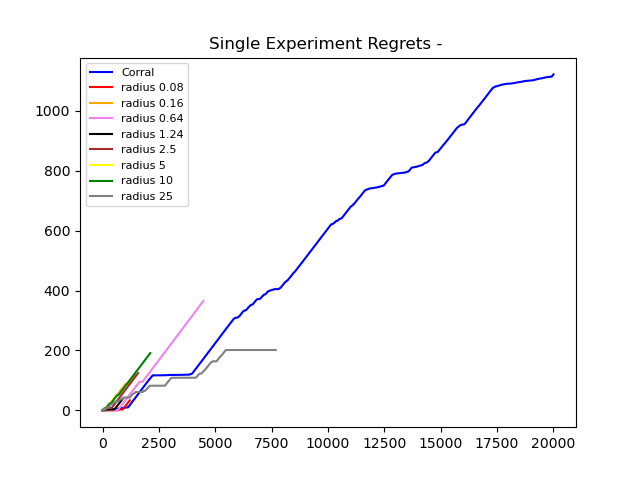 Single Experiment Regrets -
Corral
radius 0.08
radius 0.16
radius 0.64
radius 1.24
radius 2.5
radius 5
radius 10
radius 25
1000
800
600
400
200
0
0 2500 5000 7500 10000 12500 15000 17500 20000